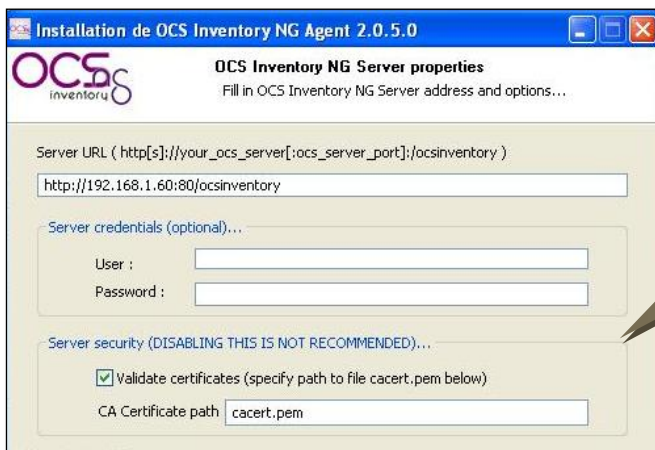 Installation de OCS Inventory NG Agent 2.0.5.0
OCSng
inventory
OCS Inventory NG Server properties
Fill in OCS Inventory NG Server address and options...
Server URL ( http[s]://your_ocs_server[:ocs_server_port]:/ocsinventory )
http://192.168.1.60:80/ocsinventory
Server credentials (optional)...
User :
Password :
Server security (DISABLING THIS IS NOT RECOMMENDED)...
Validate certificates (specify path to file cacert.pem below)
CA Certificate path cacert.pem